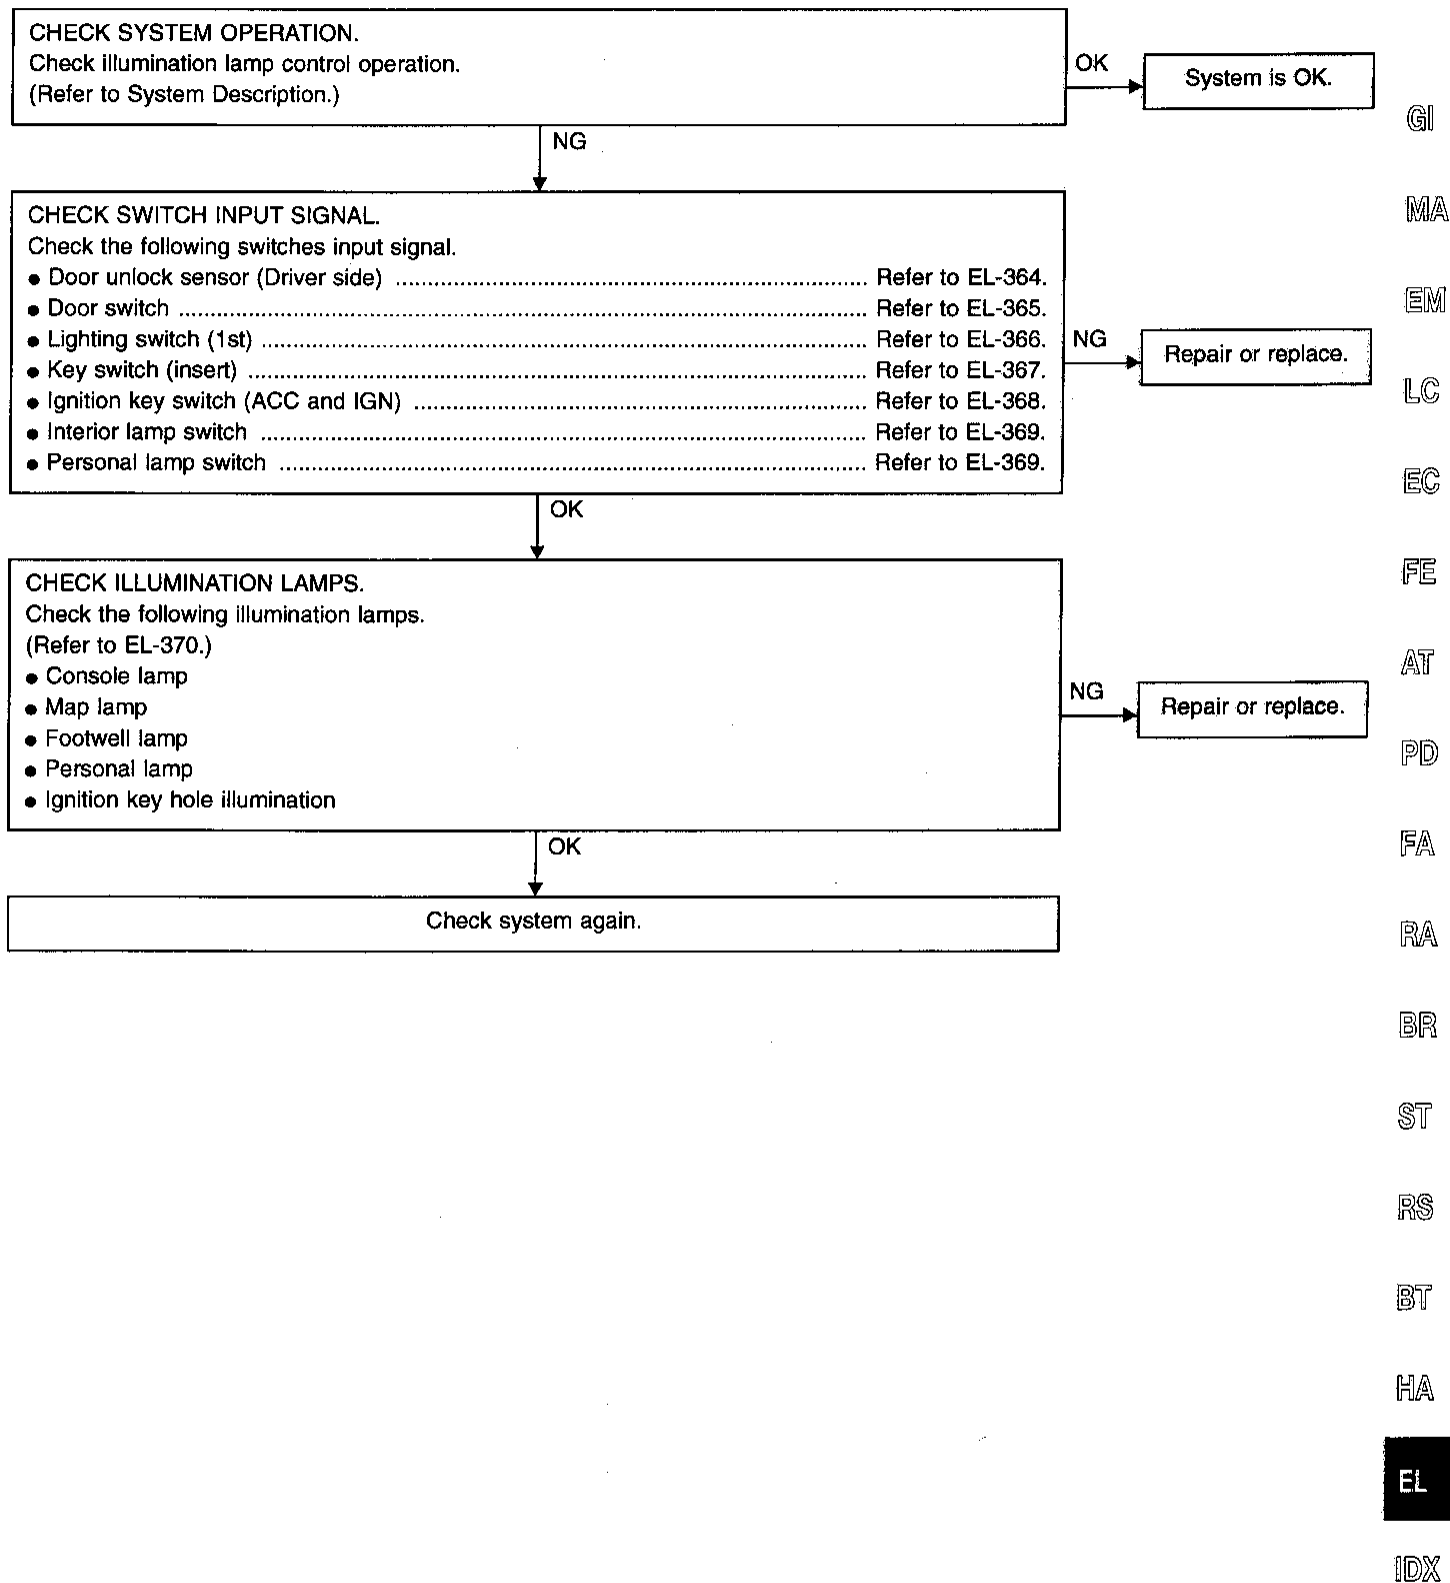 CHECK SYSTEM OPERATION.
Check illumination lamp control operation.
(Refer to System Description.)
OK
System is OK.
NG
CHECK SWITCH INPUT SIGNAL.
Check the following switches input signal.
● Door unlock sensor (Driver side) .......... Refer to EL-364.
● Door switch .......... Refer to EL-365.
● Lighting switch (1st) .......... Refer to EL-366.
● Key switch (insert) .......... Refer to EL-367.
● Ignition key switch (ACC and IGN) .......... Refer to EL-368.
● Interior lamp switch .......... Refer to EL-369.
● Personal lamp switch .......... Refer to EL-369.
NG
Repair or replace.
OK
CHECK ILLUMINATION LAMPS.
Check the following illumination lamps.
(Refer to EL-370.)
● Console lamp
● Map lamp
● Footwell lamp
● Personal lamp
● Ignition key hole illumination
NG
Repair or replace.
OK
Check system again.
GI
MA
EM
LC
EC
FE
AT
PD
FA
RA
BR
ST
RS
BT
HA
EL
IDX